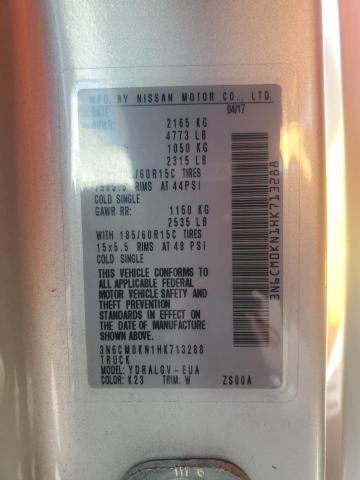 MFD. BY NISSAN MOTOR CO., LTD.
DATE: 04/17
GVWR: 2165 KG
4773 LB
1050 KG
2315 LB
/60R15C TIRES
RIMS AT 44PSI
COLD SINGLE
GAWR RR: 1150 KG
2535 LB
WITH 185/60R15C TIRES
15x5.5 RIMS AT 48 PSI
COLD SINGLE
THIS VEHICLE CONFORMS TO
ALL APPLICABLE FEDERAL
MOTOR VEHICLE SAFETY
AND THEFT PREVENTION
STANDARDS IN EFFECT ON
THE DATE OF MANUFACTURE
SHOWN ABOVE.
3N6CM0KN1HK713288
TRUCK
MODEL: YDRALGV-EUA
COLOR: K23 TRIM: W ZS00A
3N6CM0KN1HK713288